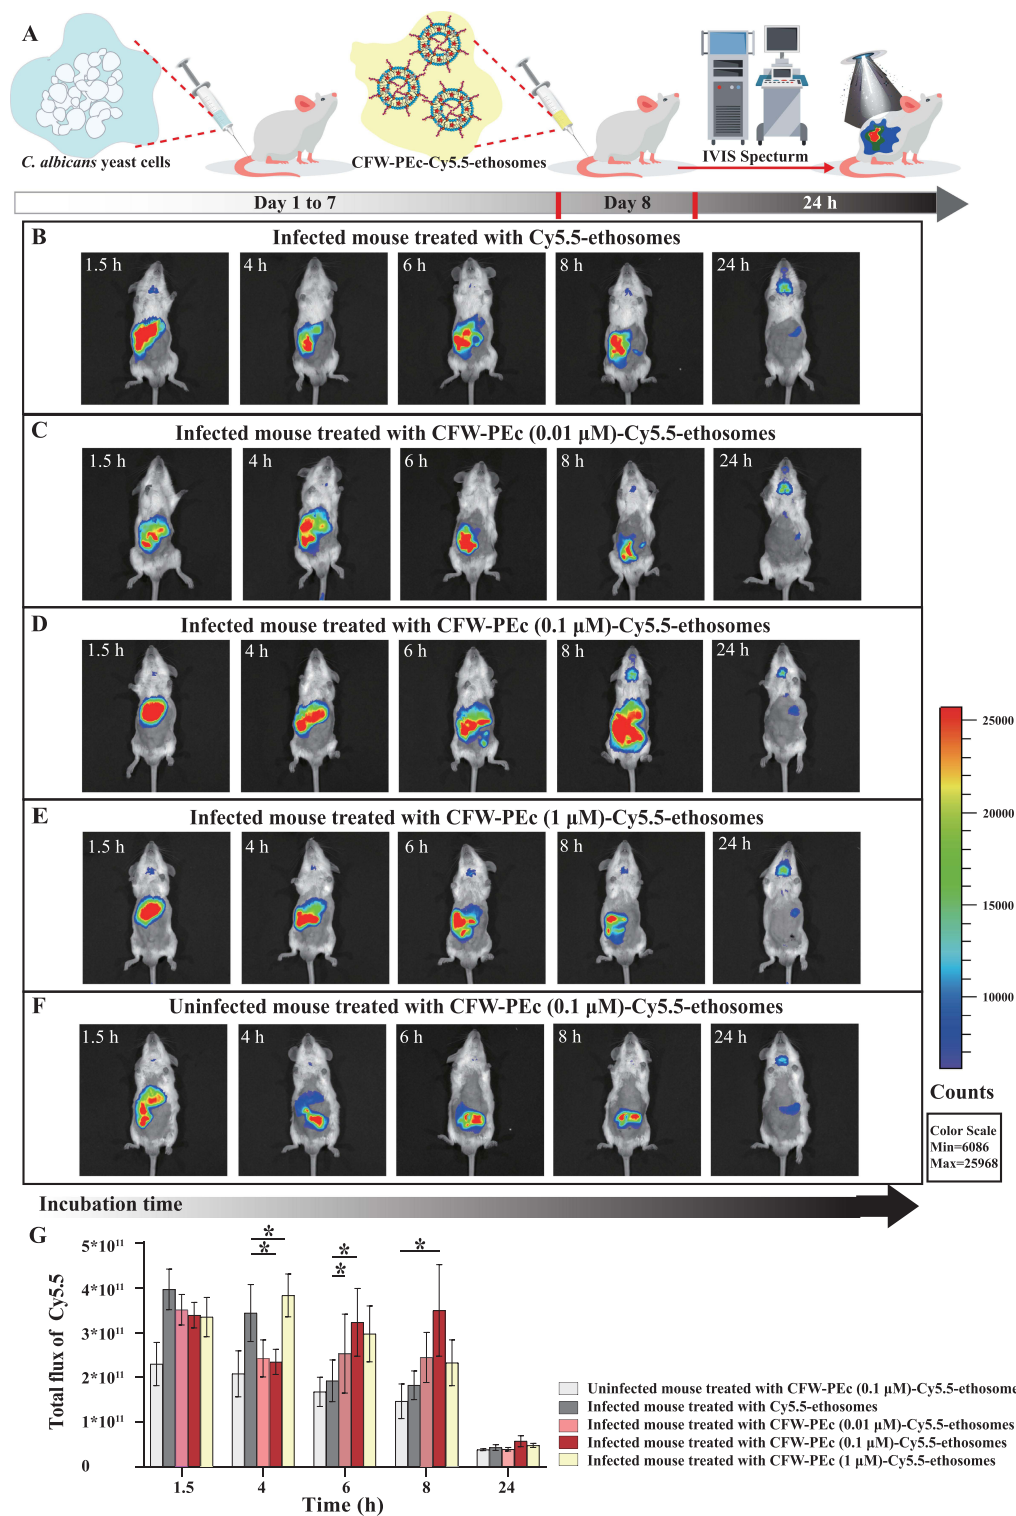 A
C. albicans yeast cells
CFW-PEc-Cy5.5-ethosomes
IVIS Specturm
Day 1 to 7
Day 8
24 h
B
Infected mouse treated with Cy5.5-ethosomes
1.5 h
4 h
6 h
8 h
24 h
C
Infected mouse treated with CFW-PEc (0.01 μM)-Cy5.5-ethosomes
1.5 h
4 h
6 h
8 h
24 h
D
Infected mouse treated with CFW-PEc (0.1 μM)-Cy5.5-ethosomes
1.5 h
4 h
6 h
8 h
24 h
E
Infected mouse treated with CFW-PEc (1 μM)-Cy5.5-ethosomes
1.5 h
4 h
6 h
8 h
24 h
F
Uninfected mouse treated with CFW-PEc (0.1 μM)-Cy5.5-ethosomes
1.5 h
4 h
6 h
8 h
24 h
25000
20000
15000
10000
Counts
Color Scale
Min=6086
Max=25968
Incubation time
G
Total flux of Cy5.5
5*10¹¹
4*10¹¹
3*10¹¹
2*10¹¹
1*10¹¹
0
* * * * *
1.5
4
6
8
24
Time (h)
Uninfected mouse treated with CFW-PEc (0.1 μM)-Cy5.5-ethosome
Infected mouse treated with Cy5.5-ethosomes
Infected mouse treated with CFW-PEc (0.01 μM)-Cy5.5-ethosomes
Infected mouse treated with CFW-PEc (0.1 μM)-Cy5.5-ethosomes
Infected mouse treated with CFW-PEc (1 μM)-Cy5.5-ethosomes